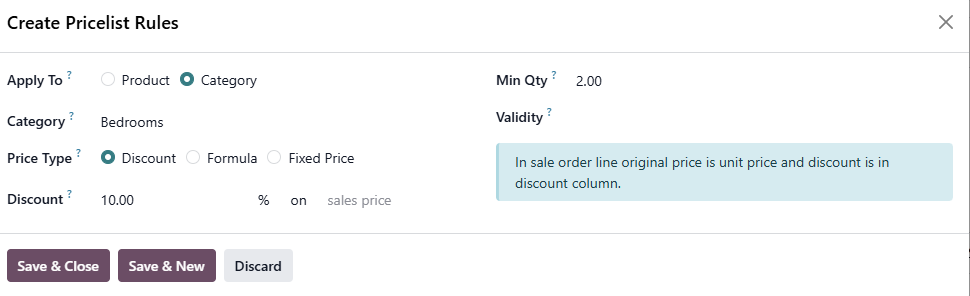 Create Pricelist Rules
Apply To ? Product Category
Min Qty ? 2.00
Category ? Bedrooms
Validity ?
Price Type ? Discount Formula Fixed Price
In sale order line original price is unit price and discount is in
discount column.
Discount ? 10.00 % on sales price
Save & Close Save & New Discard